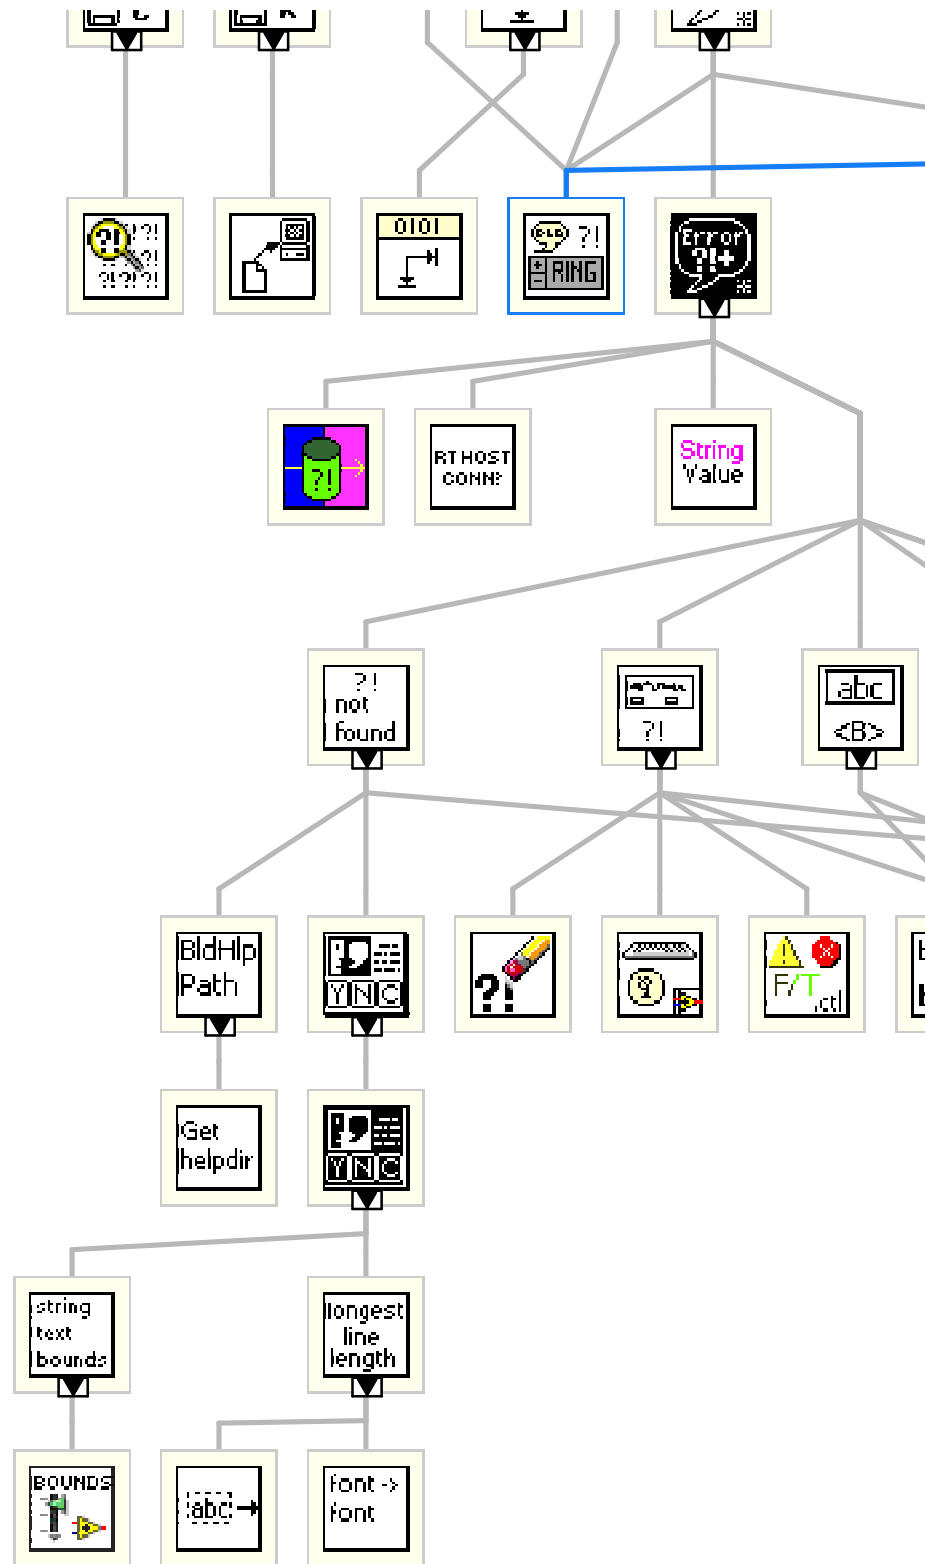 ?!
0101
?!
RING
Error
?!+
?!
RT HOST
CONN?
String
Value
?!
not
found
?!
abc
<B>
BldHlp
Path
Y N C
?!
F/T
.ctl
Get
helpdir
Y N C
string
text
bounds
longest
line
length
BOUNDS
abc
font ->
font